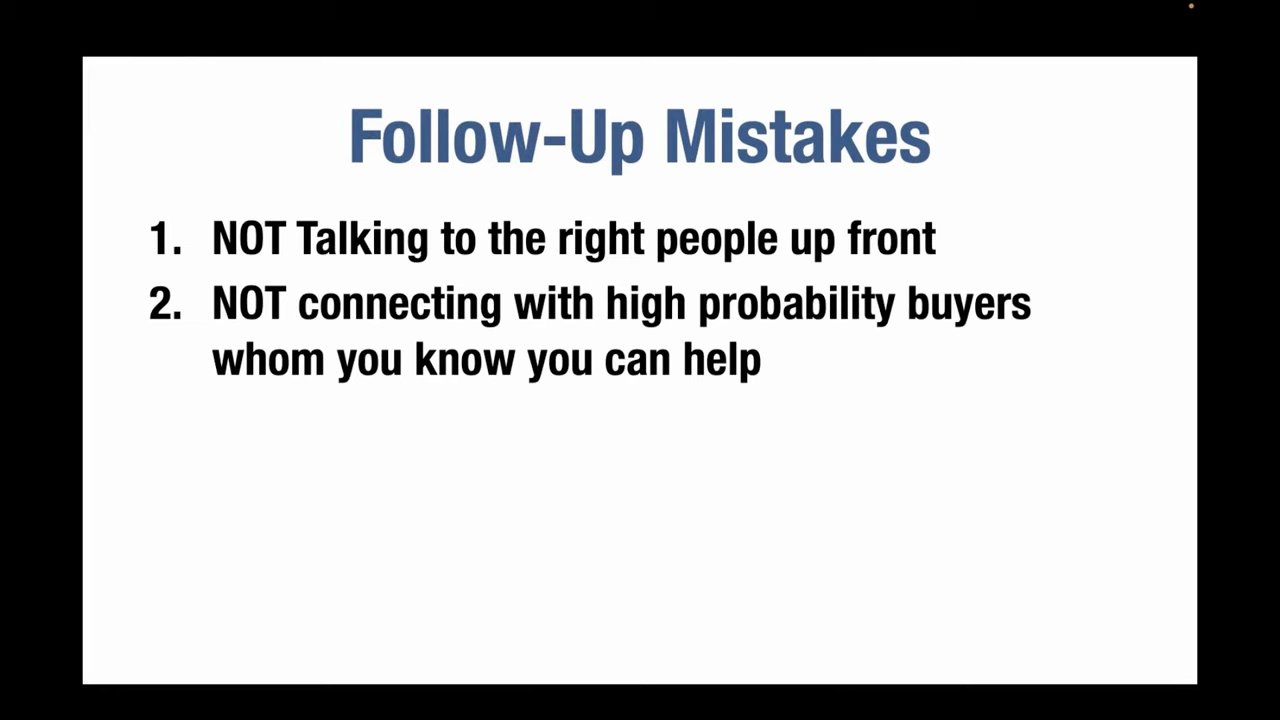 Follow-Up Mistakes
1. NOT Talking to the right people up front
2. NOT connecting with high probability buyers
whom you know you can help